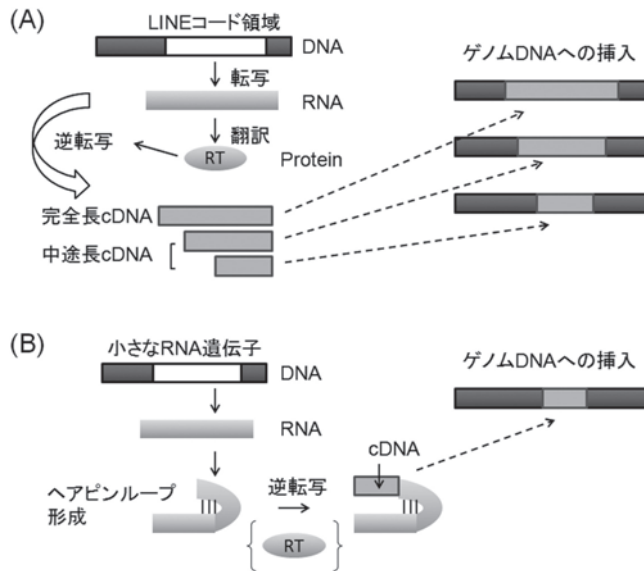 (A)
LINEコード領域
DNA
ゲノムDNAへの挿入
転写
RNA
翻訳
逆転写
RT
Protein
完全長cDNA
中途長cDNA
(B)
小さなRNA遺伝子
DNA
ゲノムDNAへの挿入
RNA
cDNA
ヘアピンループ
形成
逆転写
RT